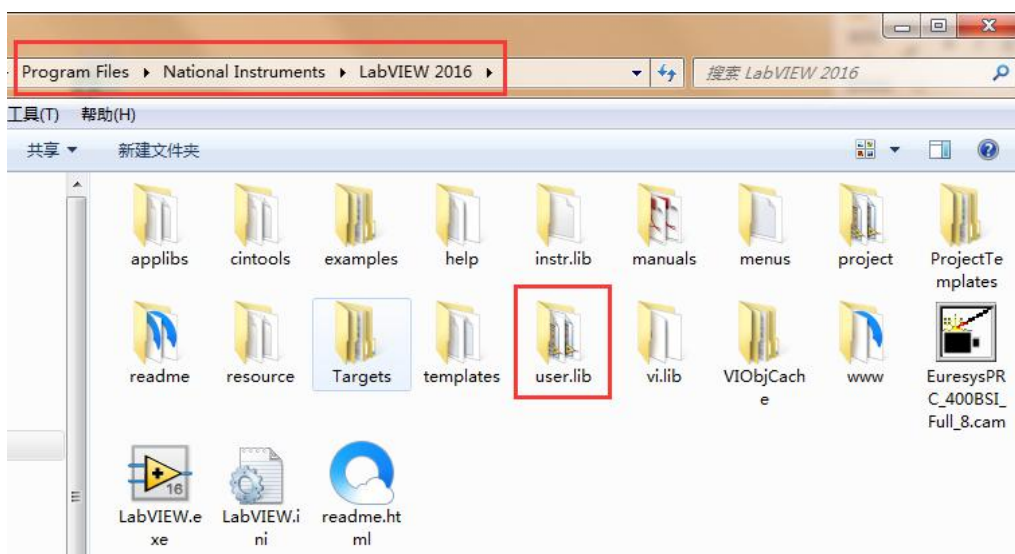 Program Files ▸ National Instruments ▸ LabVIEW 2016 ▸
搜索 LabVIEW 2016
工具(T) 帮助(H)
共享 ▼ 新建文件夹
applibs cintools examples help instr.lib manuals menus project ProjectTe
mplates
readme resource Targets templates user.lib vi.lib VIObjCach www EuresysPR
e C_400BSI_
Full_8.cam
16
LabVIEW.e LabVIEW.i readme.ht
xe ni ml